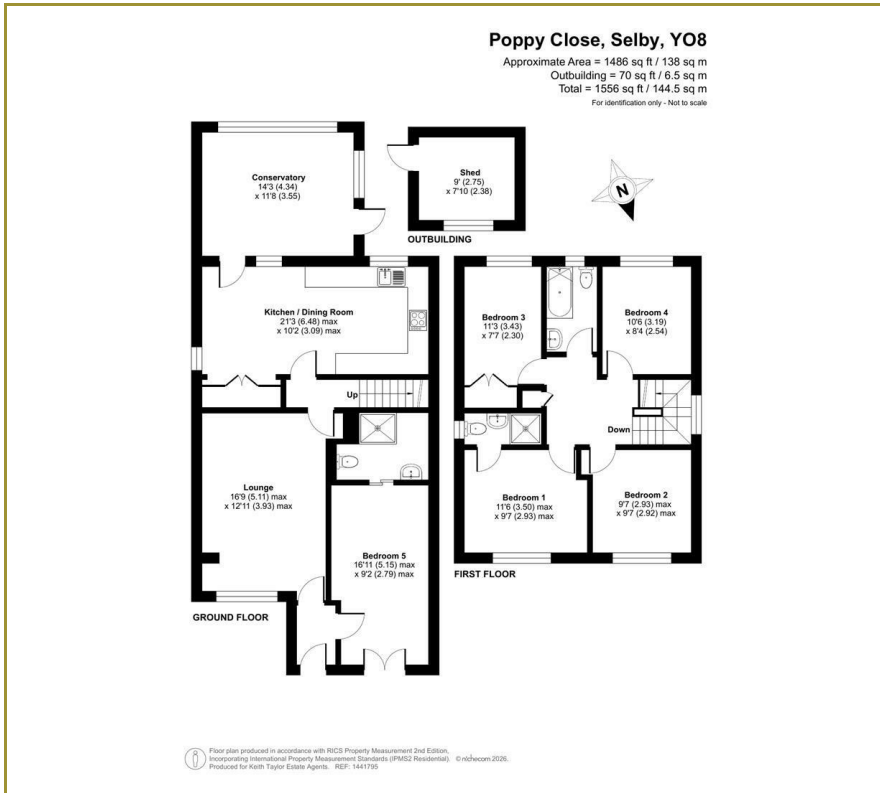 Poppy Close, Selby, YO8
Approximate Area = 1486 sq ft / 138 sq m
Outbuilding = 70 sq ft / 6.5 sq m
Total = 1556 sq ft / 144.5 sq m
For identification only - Not to scale
Conservatory
14'3 (4.34)
x 11'8 (3.55)
Shed
9' (2.75)
x 7'10 (2.38)
OUTBUILDING
N
Kitchen / Dining Room
21'3 (6.48) max
x 10'2 (3.09) max
Up
Lounge
16'9 (5.11) max
x 12'11 (3.93) max
Bedroom 5
16'11 (5.15) max
x 9'2 (2.79) max
GROUND FLOOR
Bedroom 3
11'3 (3.43)
x 7'7 (2.30)
Bedroom 4
10'6 (3.19)
x 8'4 (2.54)
Down
Bedroom 1
11'6 (3.50) max
x 9'7 (2.93) max
Bedroom 2
9'7 (2.93) max
x 9'7 (2.92) max
FIRST FLOOR
Floor plan produced in accordance with RICS Property Measurement 2nd Edition,
Incorporating International Property Measurement Standards (IPMS2 Residential). © nichecom 2026.
Produced for Keith Taylor Estate Agents. REF: 1441795